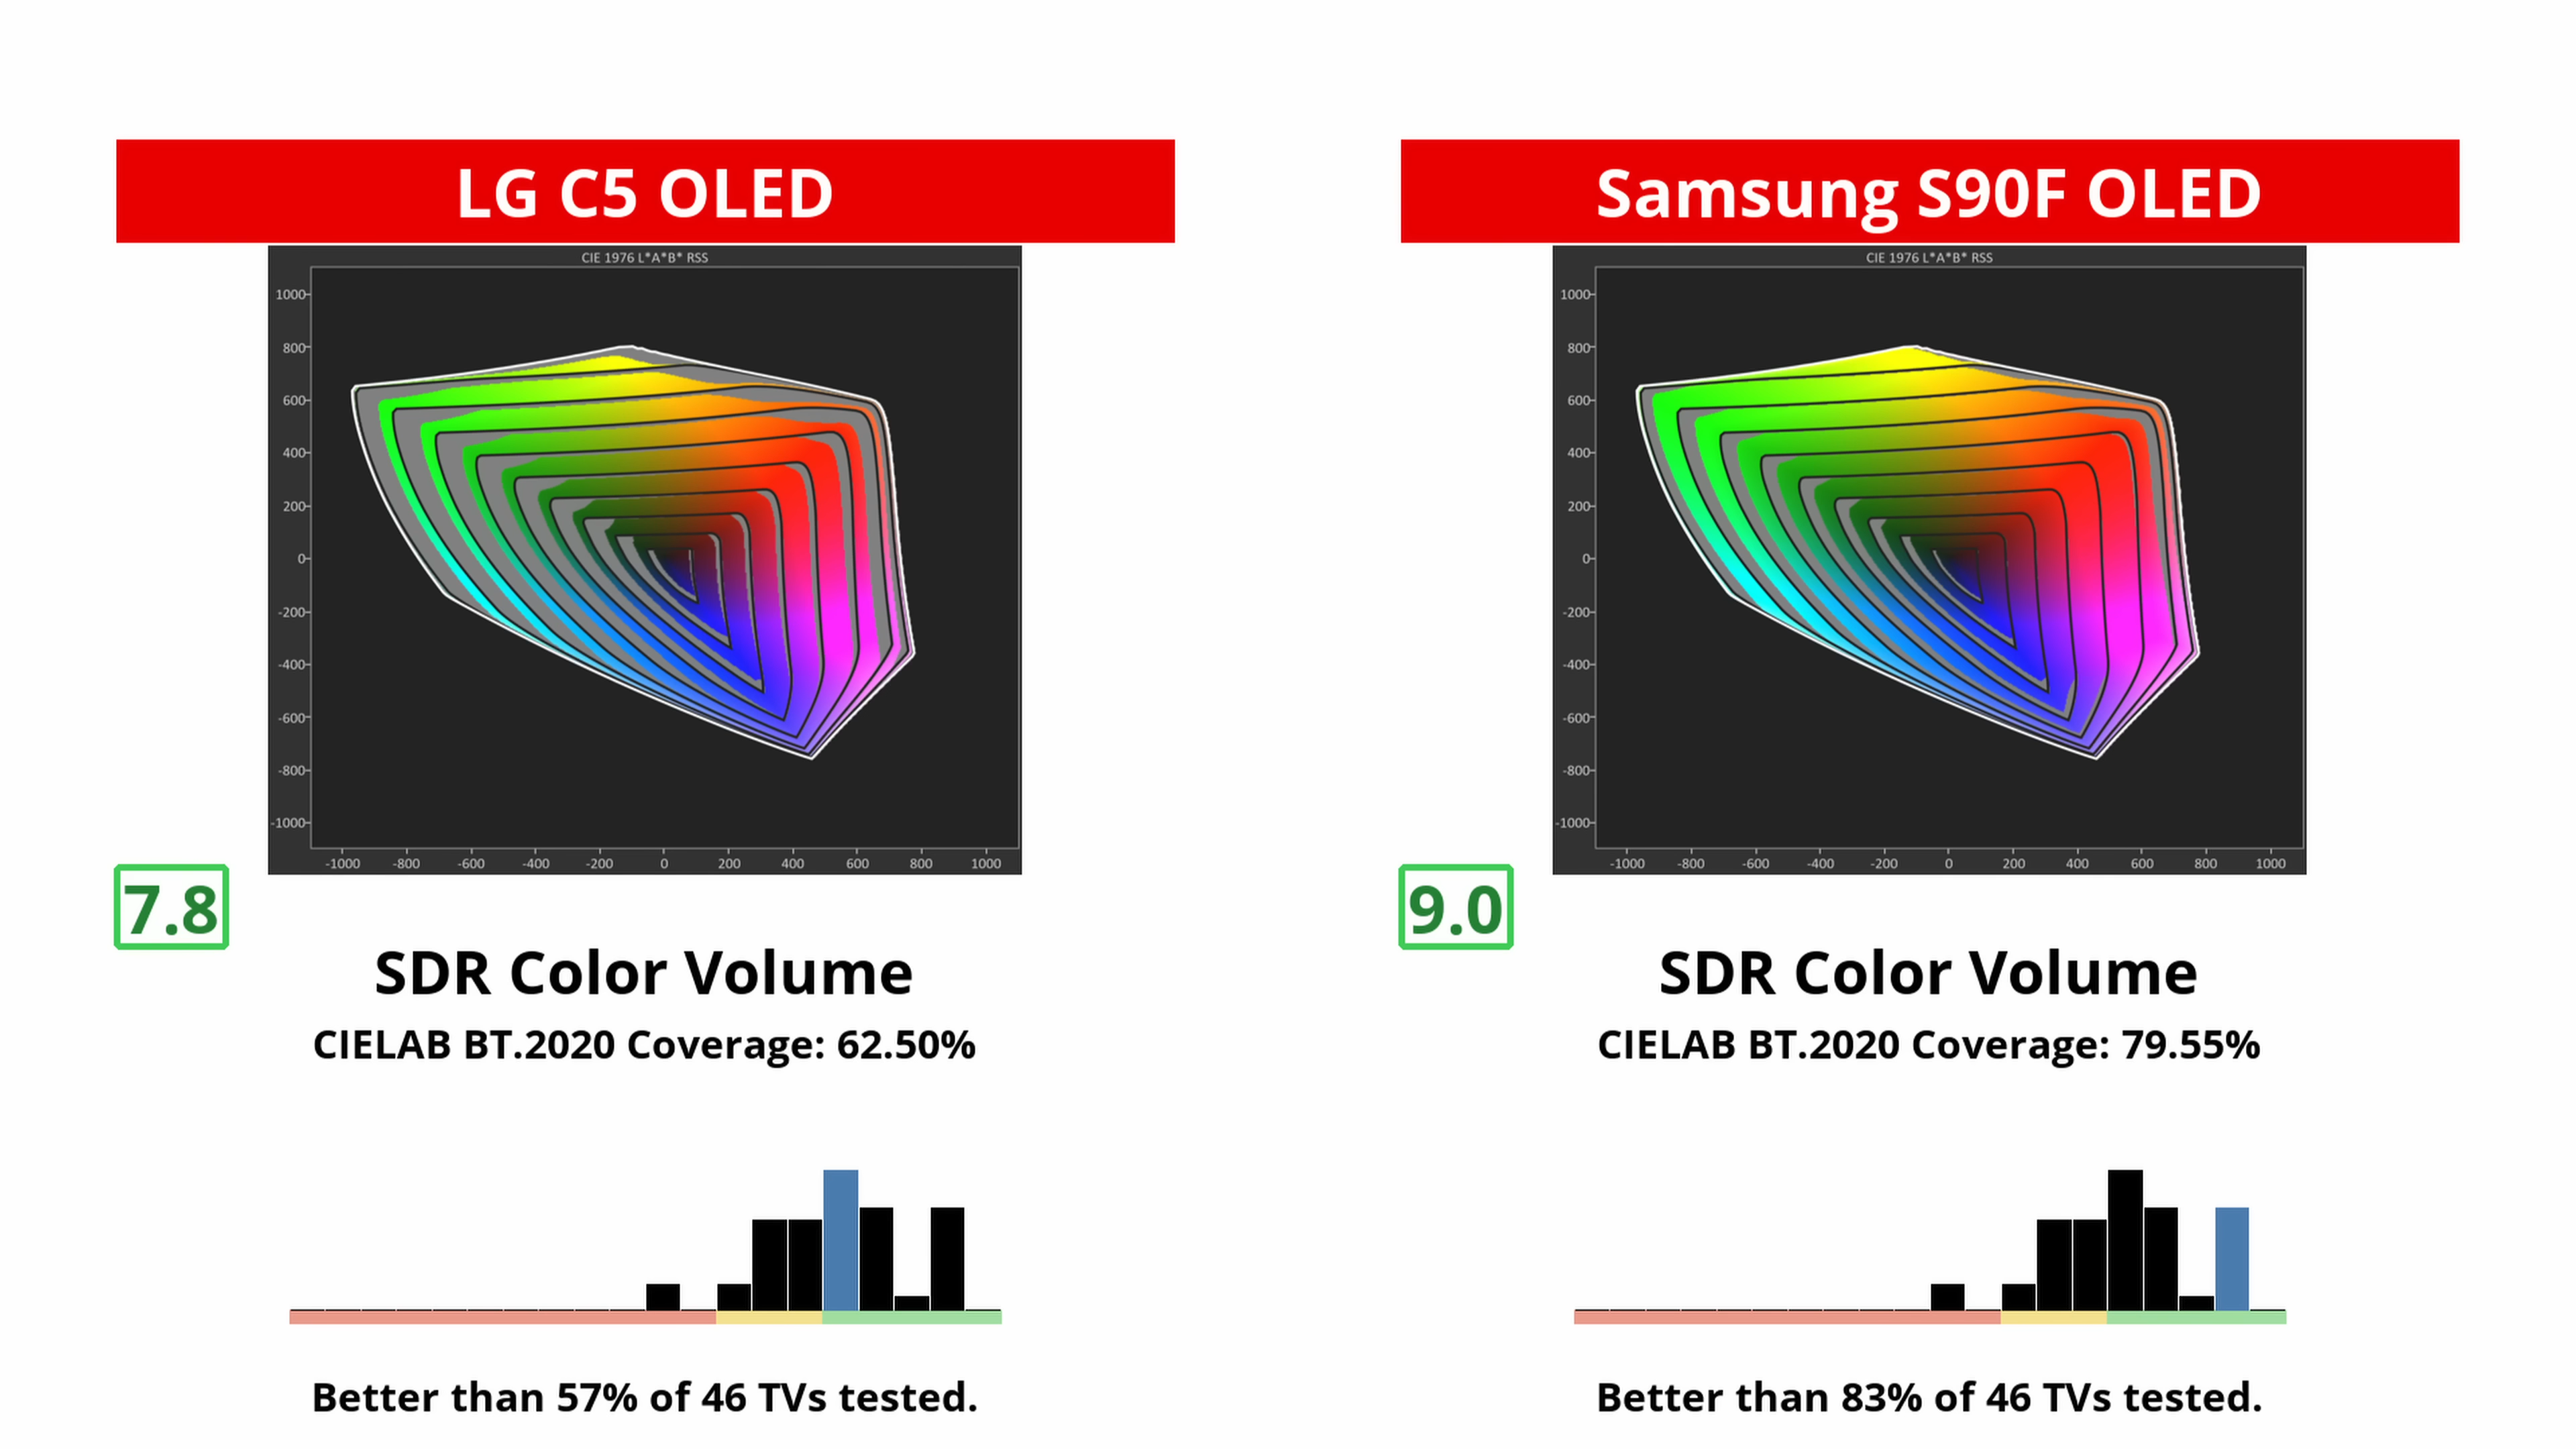 LG C5 OLED
CIE 1976 L*A*B* RSS
1000
800
600
400
200
0
-200
-400
-600
-800
-1000
-1000 -800 -600 -400 -200 0 200 400 600 800 1000
7.8
SDR Color Volume
CIELAB BT.2020 Coverage: 62.50%
Better than 57% of 46 TVs tested.
Samsung S90F OLED
CIE 1976 L*A*B* RSS
1000
800
600
400
200
0
-200
-400
-600
-800
-1000
-1000 -800 -600 -400 -200 0 200 400 600 800 1000
9.0
SDR Color Volume
CIELAB BT.2020 Coverage: 79.55%
Better than 83% of 46 TVs tested.